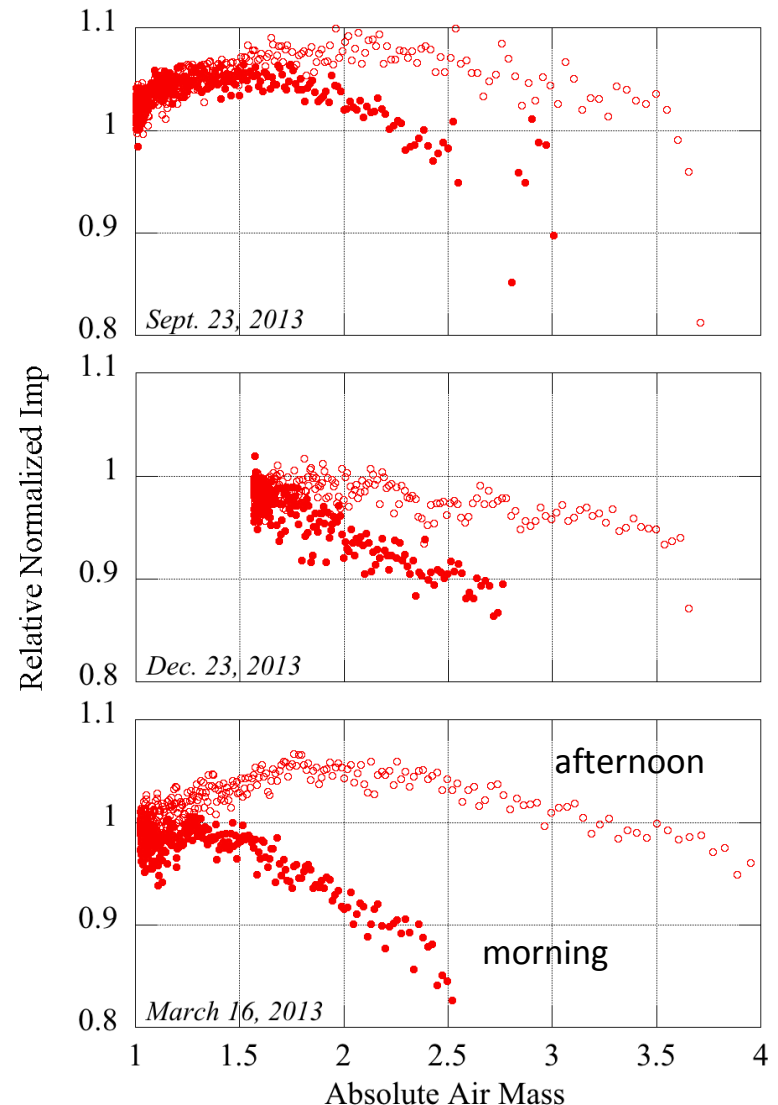 1.1
1
0.9
0.8
Sept. 23, 2013
1.1
1
0.9
0.8
Dec. 23, 2013
Relative Normalized Imp
1.1
1
0.9
0.8
afternoon
morning
March 16, 2013
1 1.5 2 2.5 3 3.5 4
Absolute Air Mass